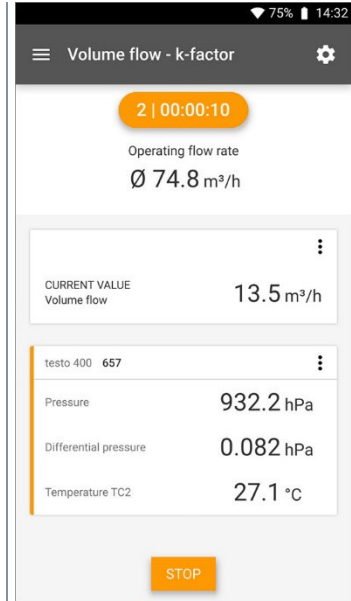 75% 14:32
Volume flow - k-factor
2 | 00:00:10
Operating flow rate
Ø 74.8 m³/h
CURRENT VALUE
Volume flow 13.5 m³/h
testo 400 657
Pressure 932.2 hPa
Differential pressure 0.082 hPa
Temperature TC2 27.1 °C
STOP